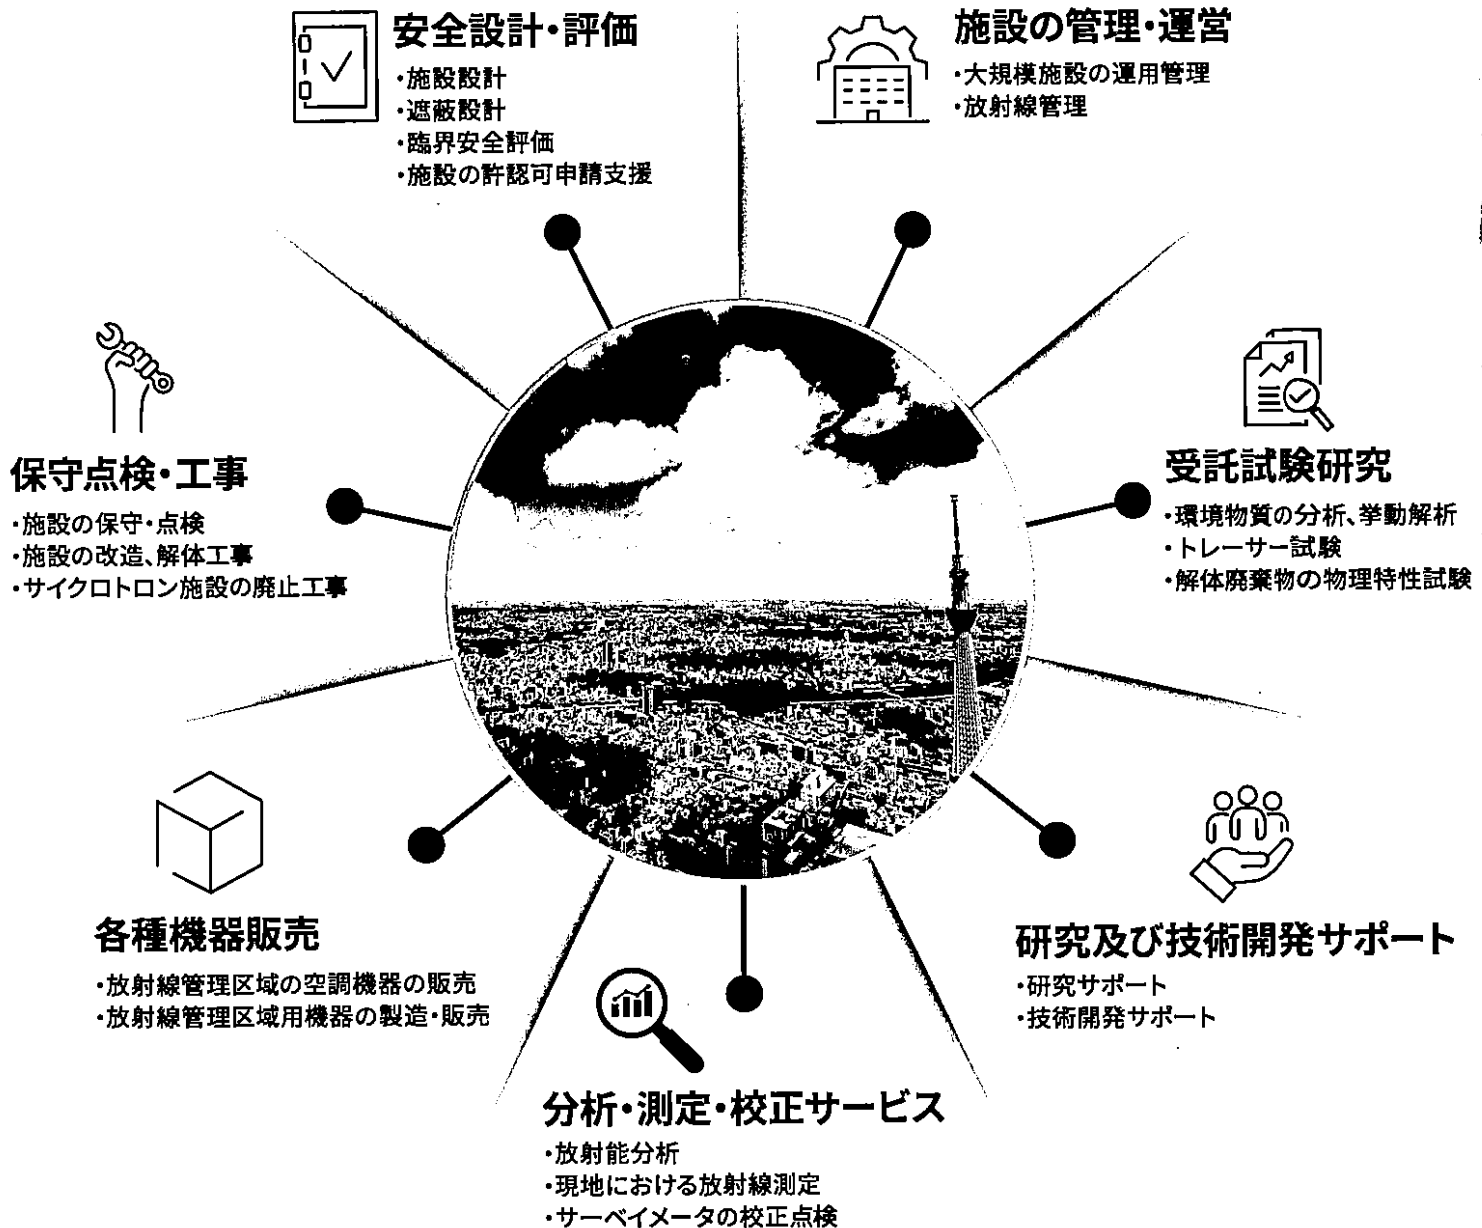 安全設計・評価
・施設設計
・遮蔽設計
・臨界安全評価
・施設の許認可申請支援
施設の管理・運営
・大規模施設の運用管理
・放射線管理
保守点検・工事
・施設の保守・点検
・施設の改造、解体工事
・サイクロトロン施設の廃止工事
受託試験研究
・環境物質の分析、挙動解析
・トレーサー試験
・解体廃棄物の物理特性試験
各種機器販売
・放射線管理区域の空調機器の販売
・放射線管理区域用機器の製造・販売
研究及び技術開発サポート
・研究サポート
・技術開発サポート
分析・測定・校正サービス
・放射能分析
・現地における放射線測定
・サーベイメータの校正点検